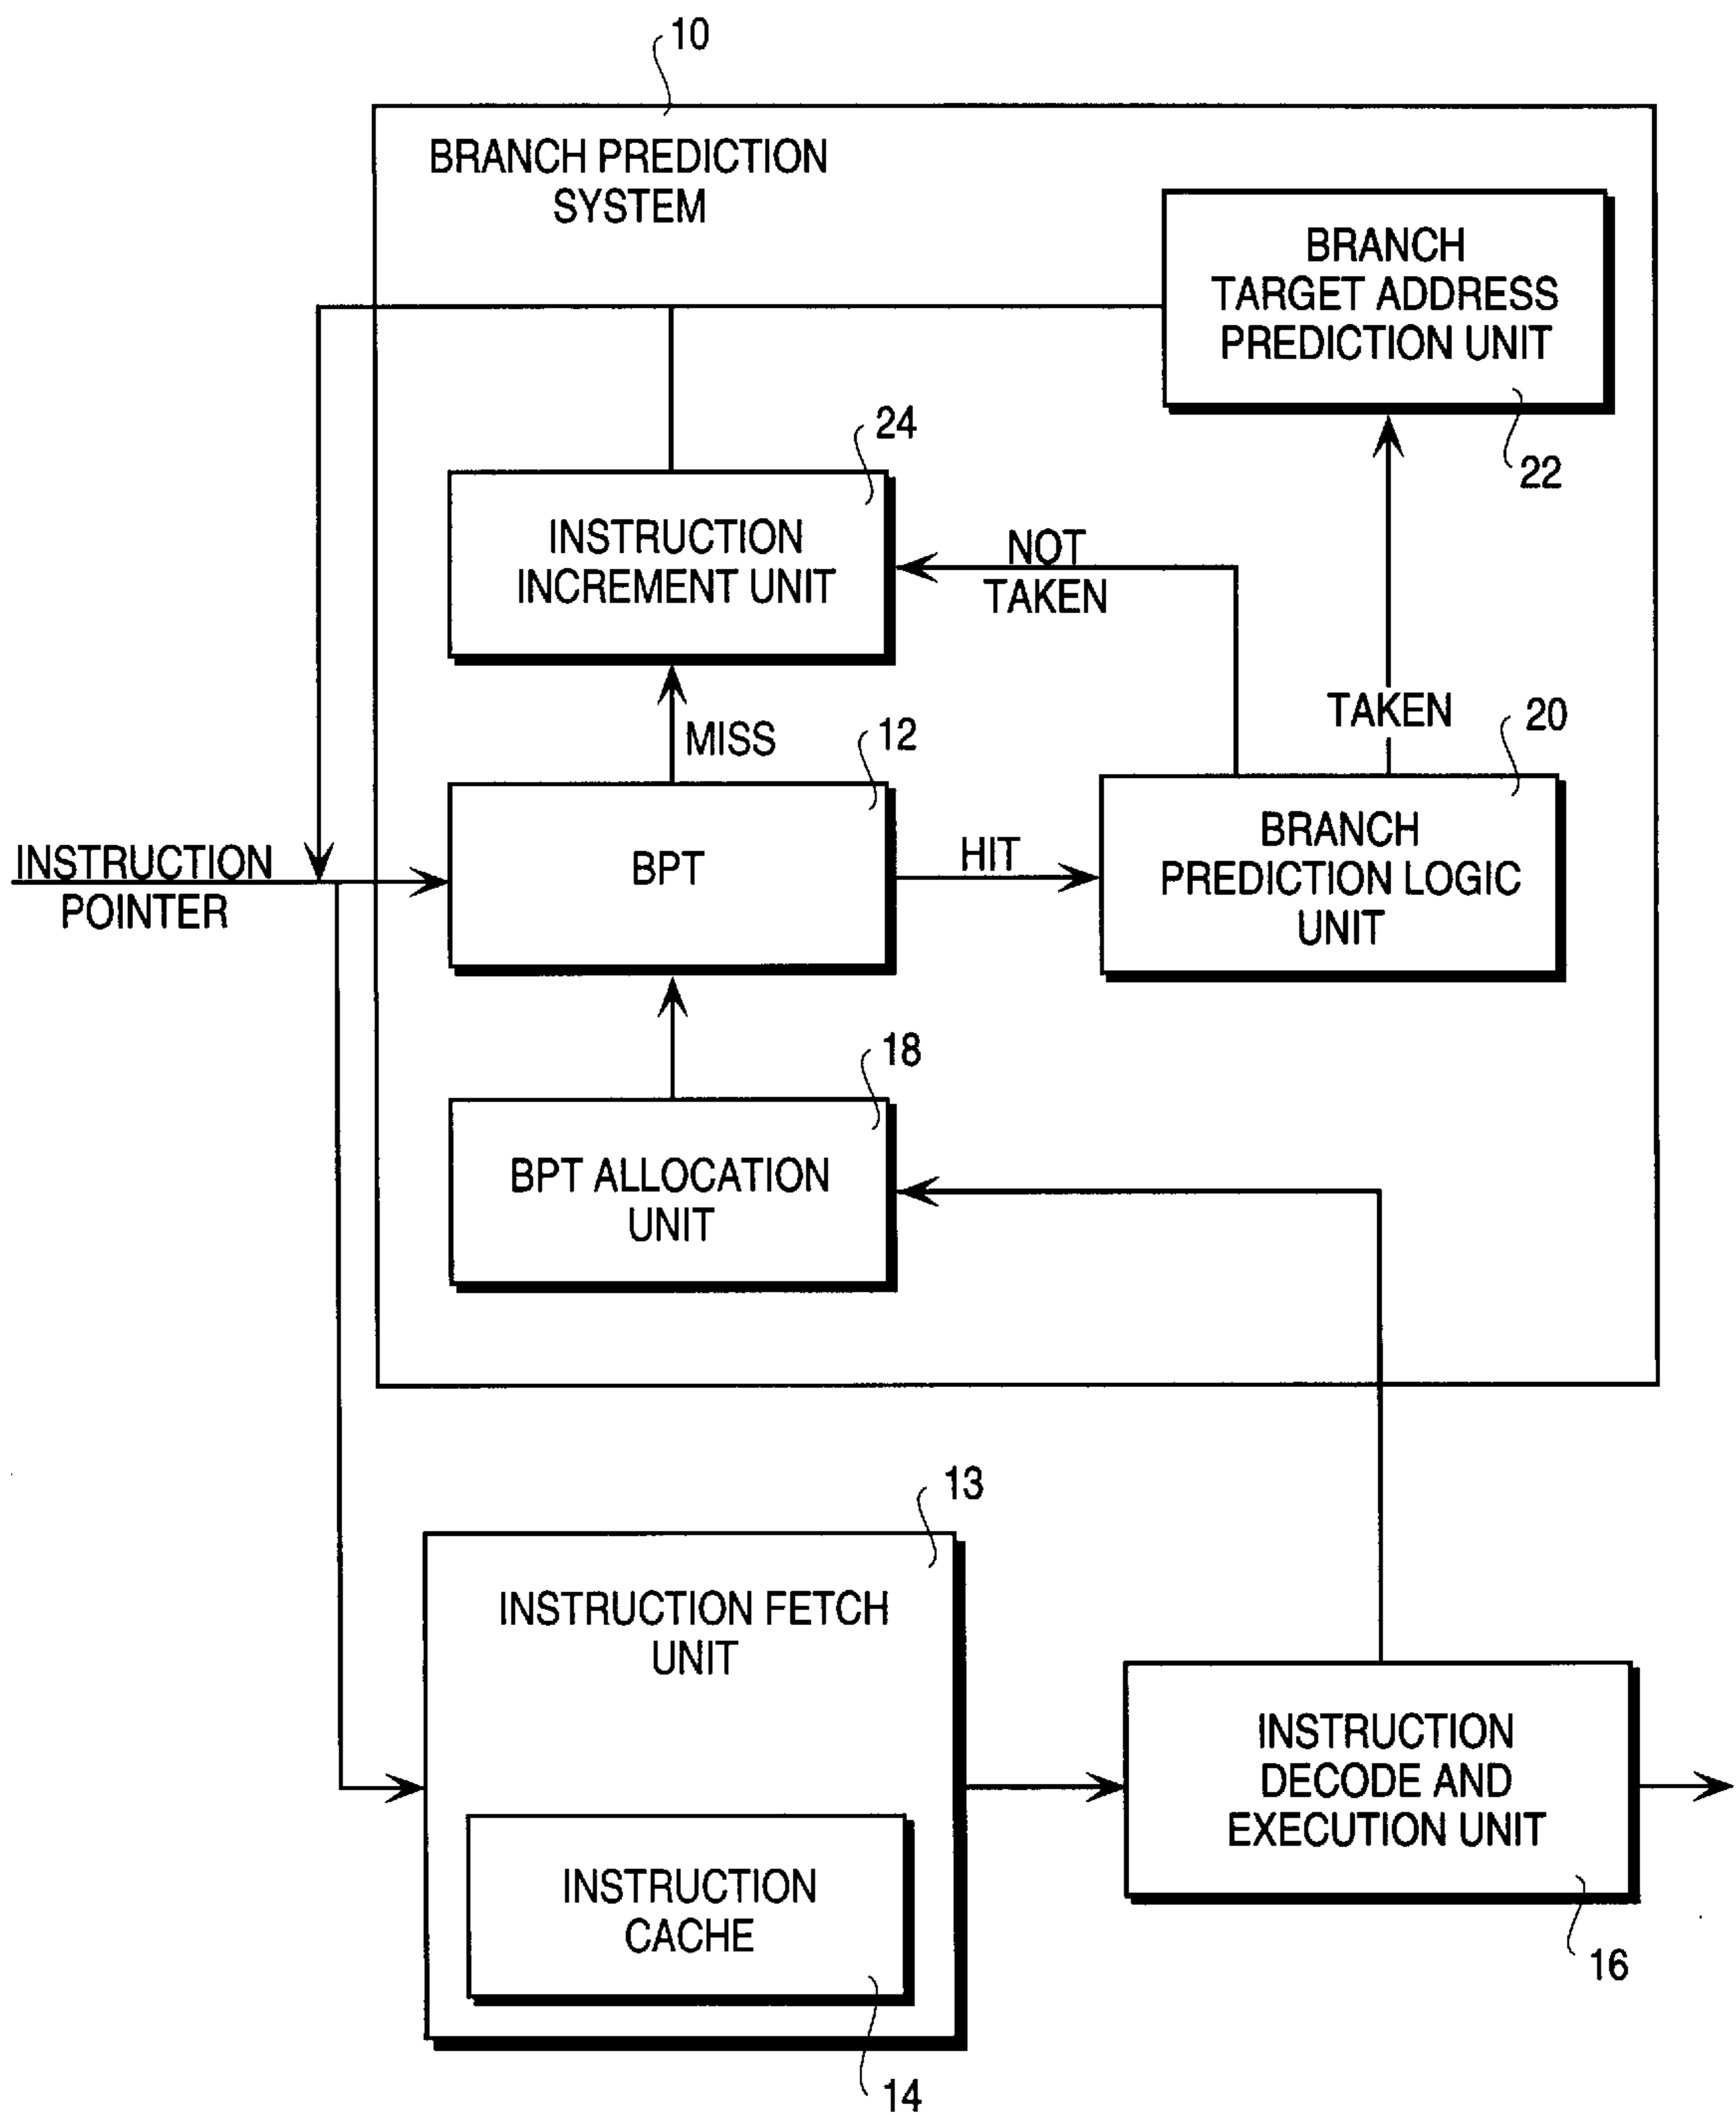 10
BRANCH PREDICTION
SYSTEM
BRANCH
TARGET ADDRESS
PREDICTION UNIT
22
24
INSTRUCTION
INCREMENT UNIT
NOT
TAKEN
TAKEN
MISS
12
20
INSTRUCTION
POINTER
BPT
HIT
BRANCH
PREDICTION LOGIC
UNIT
18
BPT ALLOCATION
UNIT
13
INSTRUCTION FETCH
UNIT
INSTRUCTION
DECODE AND
EXECUTION UNIT
16
INSTRUCTION
CACHE
14